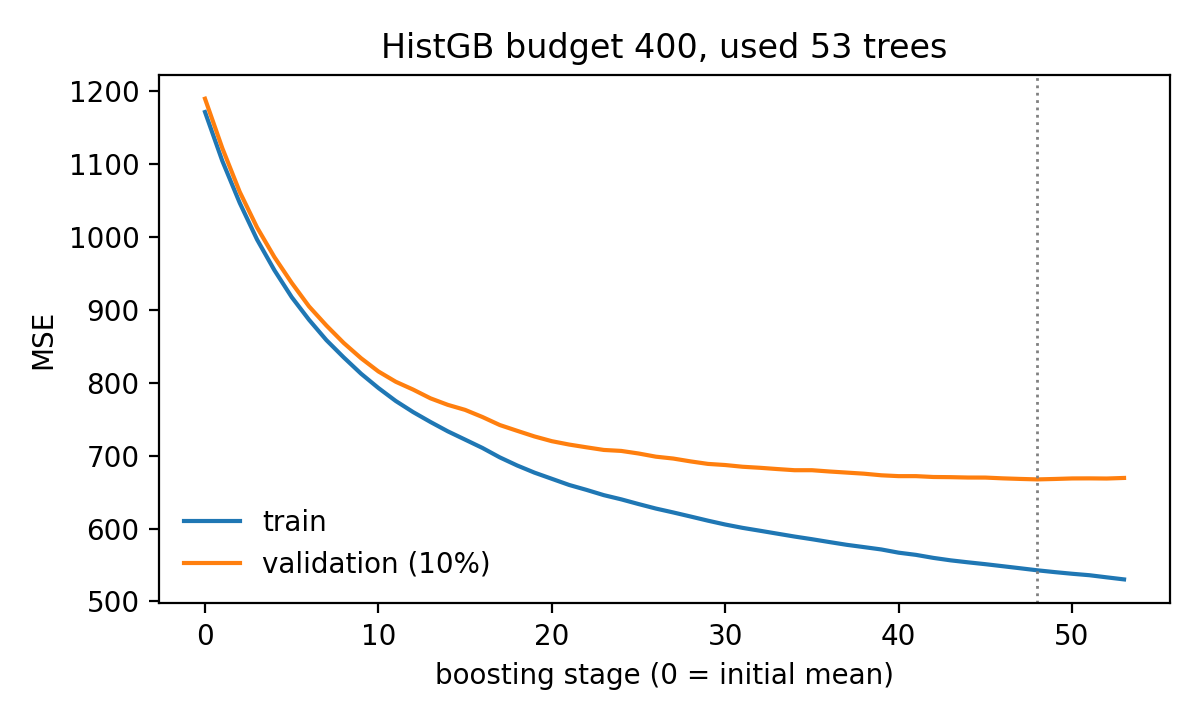 HistGB budget 400, used 53 trees
1200
1100
1000
900
800
700
600
500
MSE
train
validation (10%)
0 10 20 30 40 50
boosting stage (0 = initial mean)